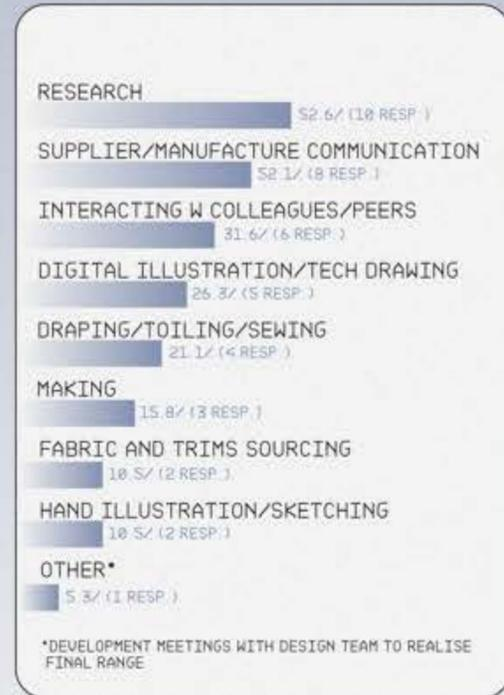 RESEARCH
52.6% (10 RESP.)
SUPPLIER/MANUFACTURE COMMUNICATION
52.1% (8 RESP.)
INTERACTING W COLLEAGUES/PEERS
31.6% (6 RESP.)
DIGITAL ILLUSTRATION/TECH DRAWING
26.3% (5 RESP.)
DRAPING/TOILING/SEWING
21.1% (4 RESP.)
MAKING
15.8% (3 RESP.)
FABRIC AND TRIMS SOURCING
10.5% (2 RESP.)
HAND ILLUSTRATION/SKETCHING
10.5% (2 RESP.)
OTHER*
5.3% (1 RESP.)
*DEVELOPMENT MEETINGS WITH DESIGN TEAM TO REALISE
FINAL RANGE